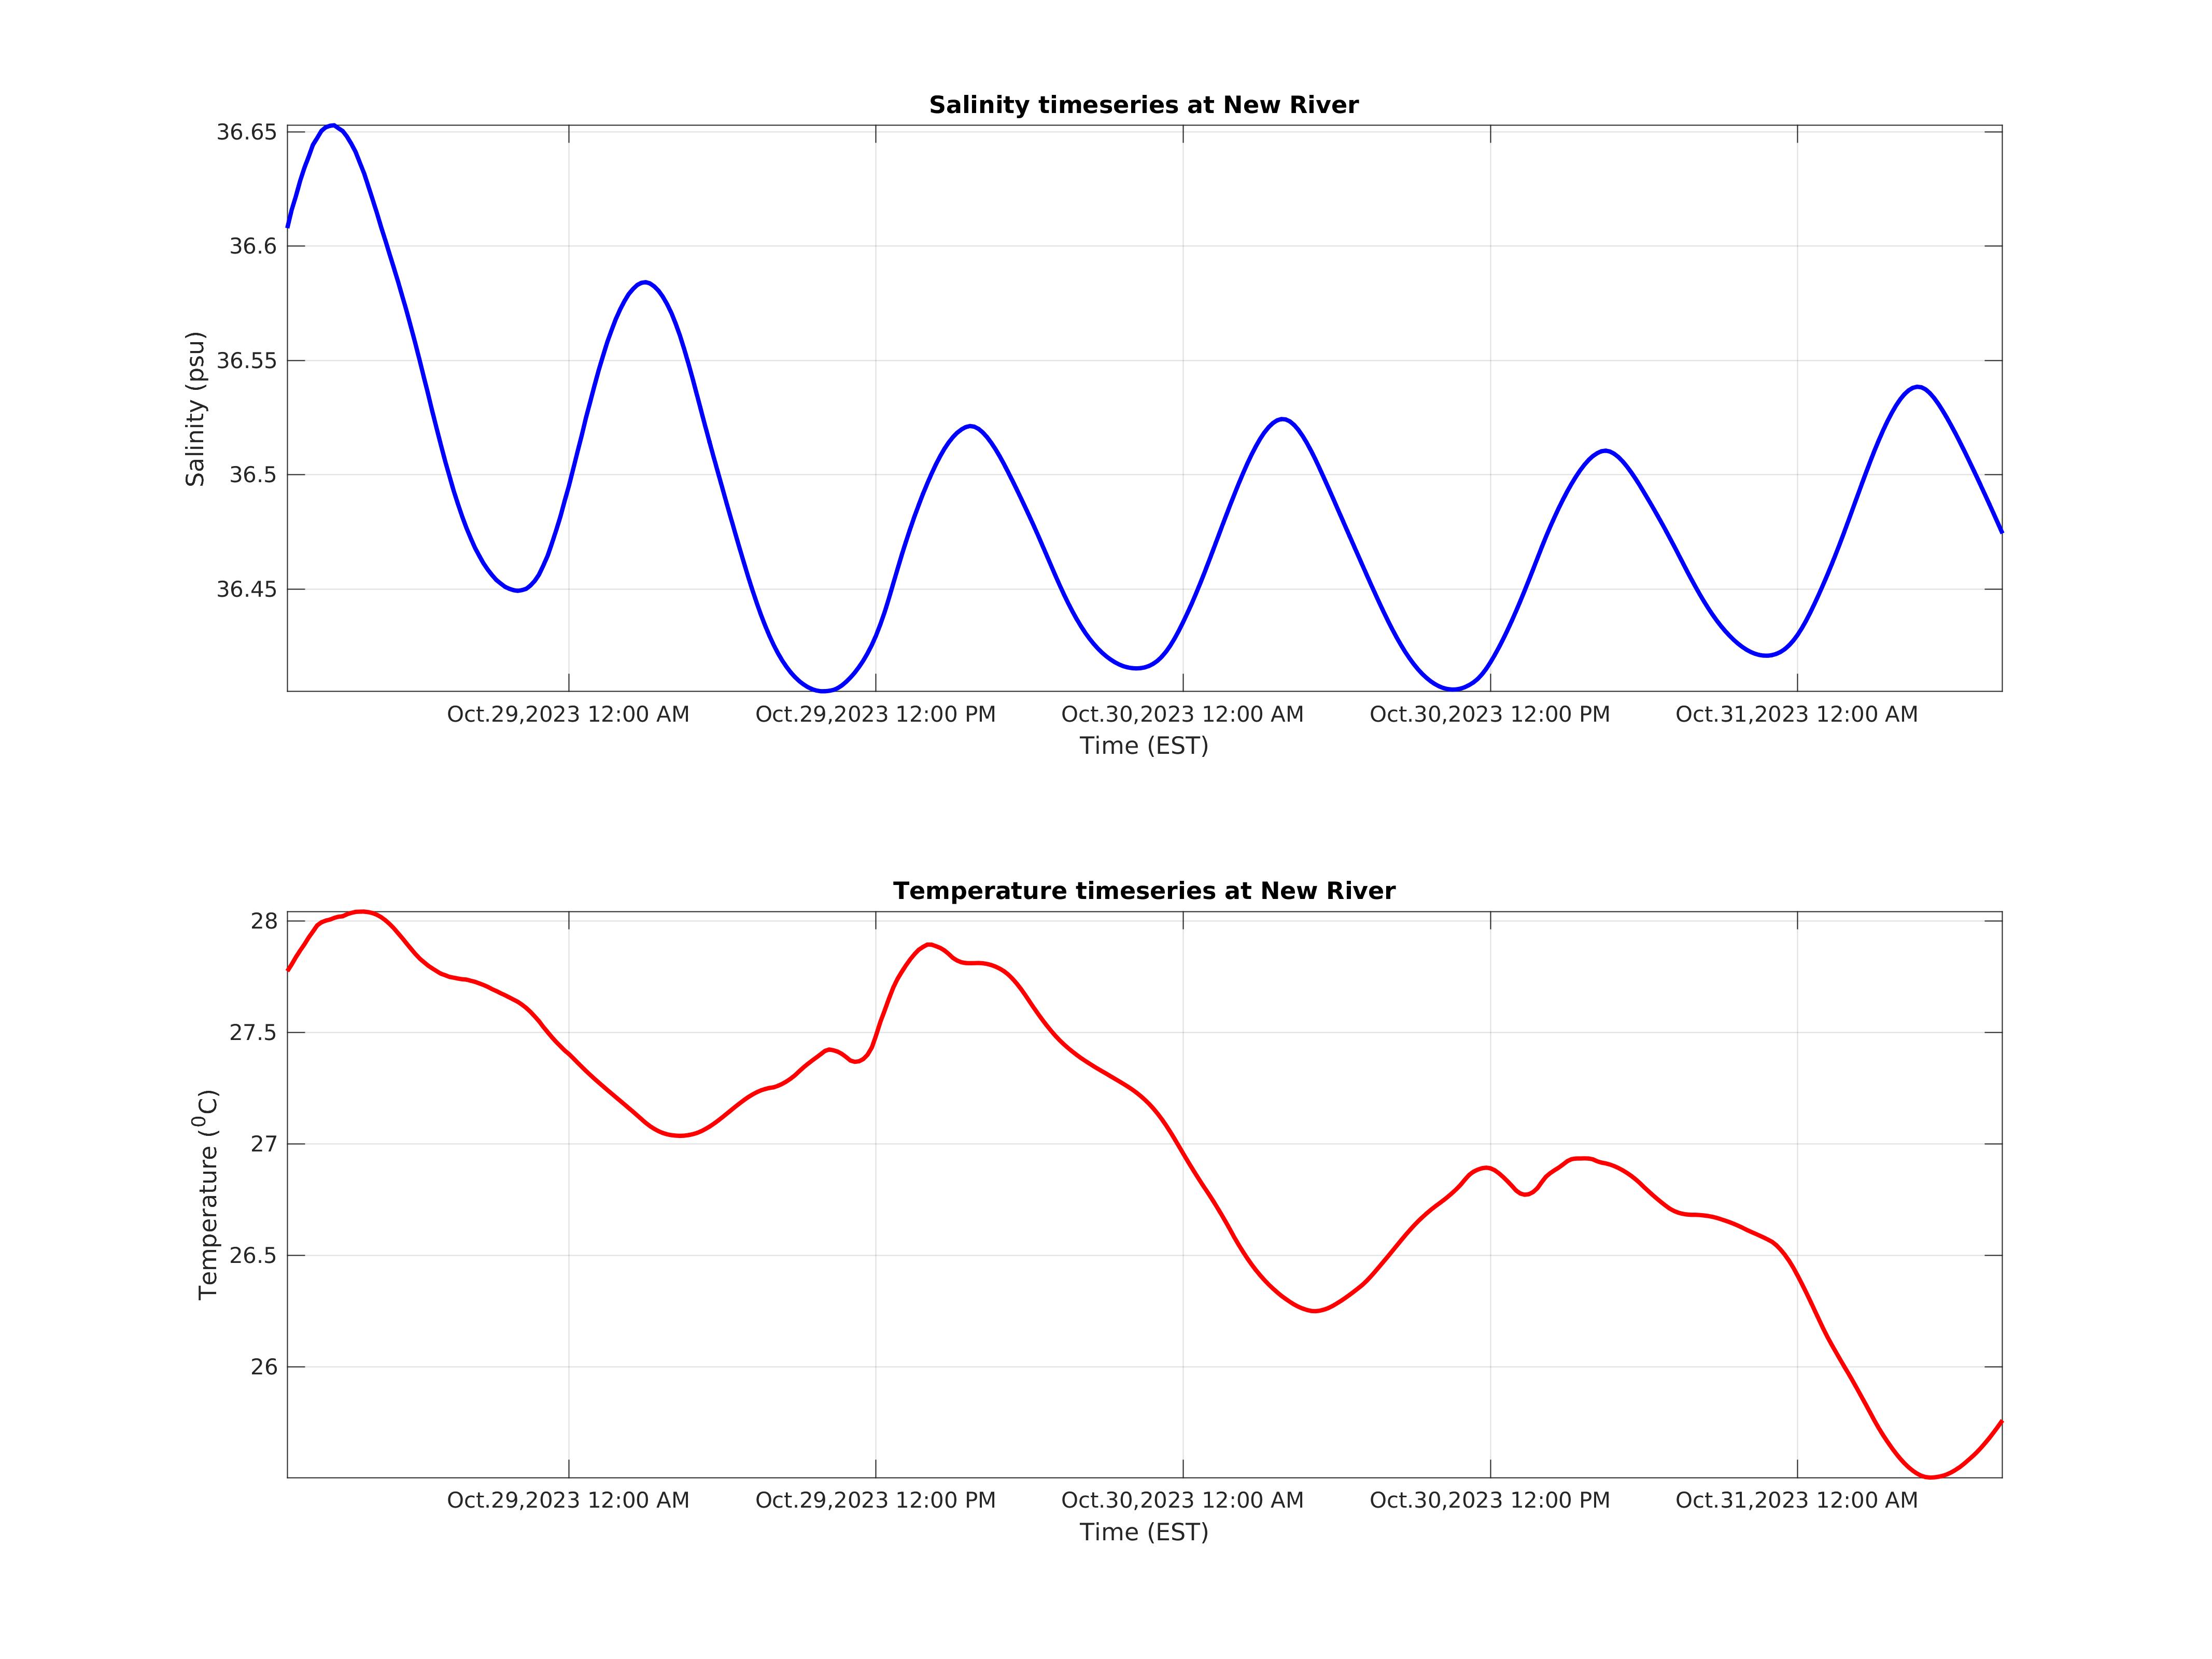 Salinity timeseries at New River
36.65
36.6
36.55
36.5
36.45
Salinity (psu)
Oct.29,2023 12:00 AM Oct.29,2023 12:00 PM Oct.30,2023 12:00 AM Oct.30,2023 12:00 PM Oct.31,2023 12:00 AM
Time (EST)
Temperature timeseries at New River
28
27.5
27
26.5
26
Temperature (⁰C)
Oct.29,2023 12:00 AM Oct.29,2023 12:00 PM Oct.30,2023 12:00 AM Oct.30,2023 12:00 PM Oct.31,2023 12:00 AM
Time (EST)